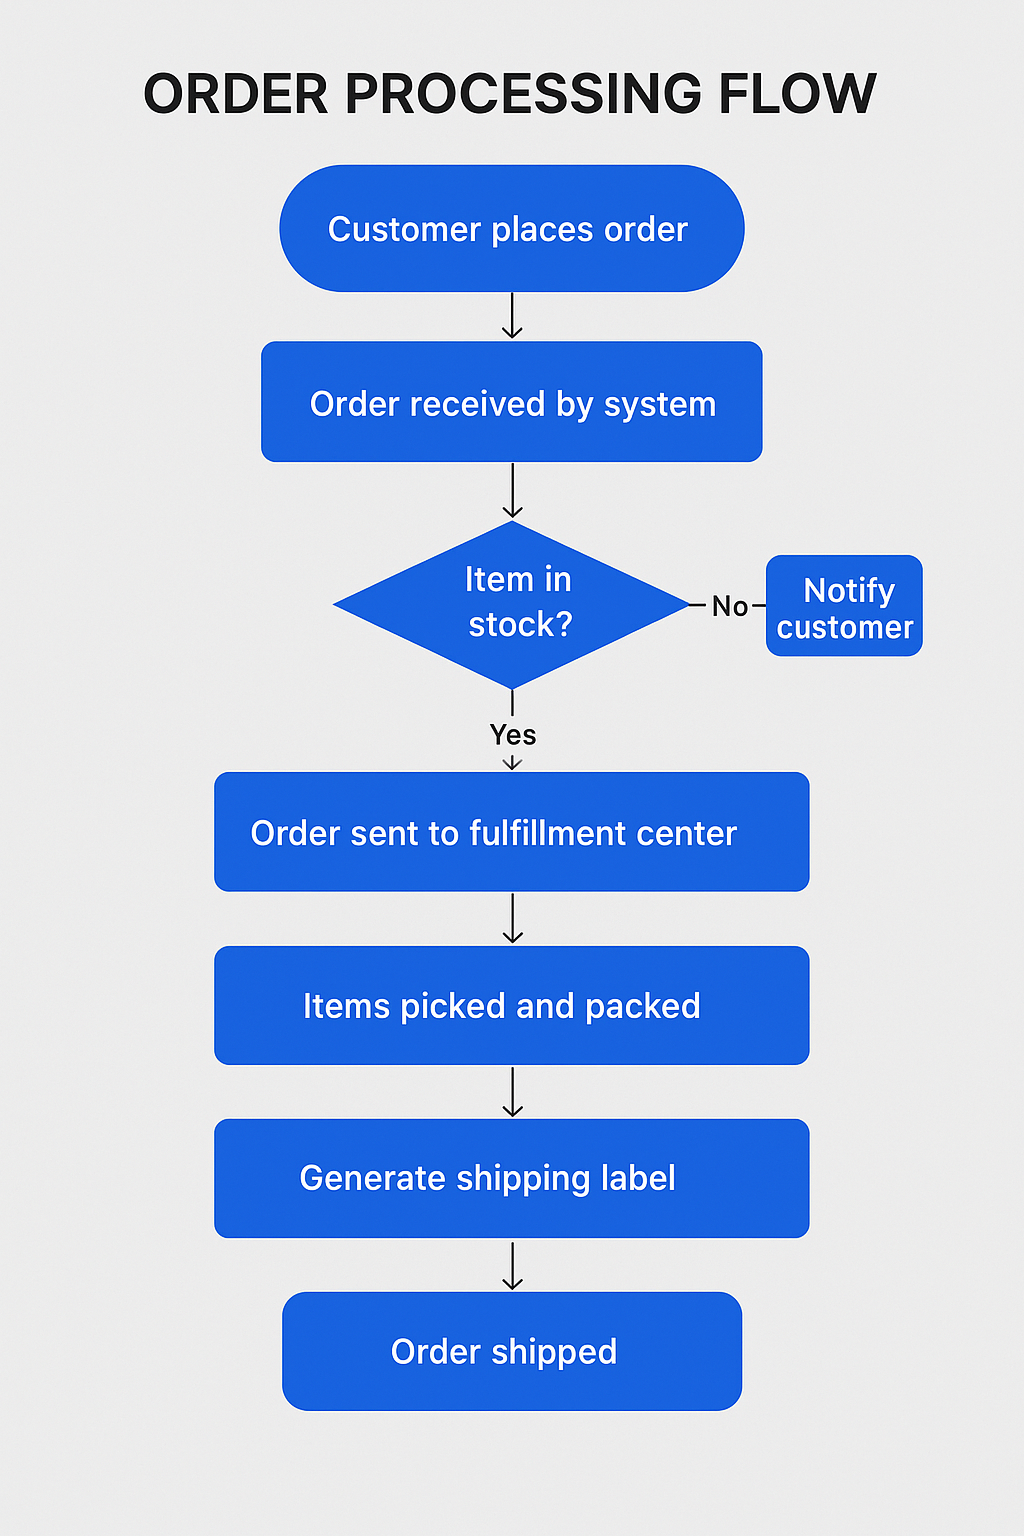 ORDER PROCESSING FLOW
Customer places order
Order received by system
Item in
stock?
No
Notify
customer
Yes
Order sent to fulfillment center
Items picked and packed
Generate shipping label
Order shipped